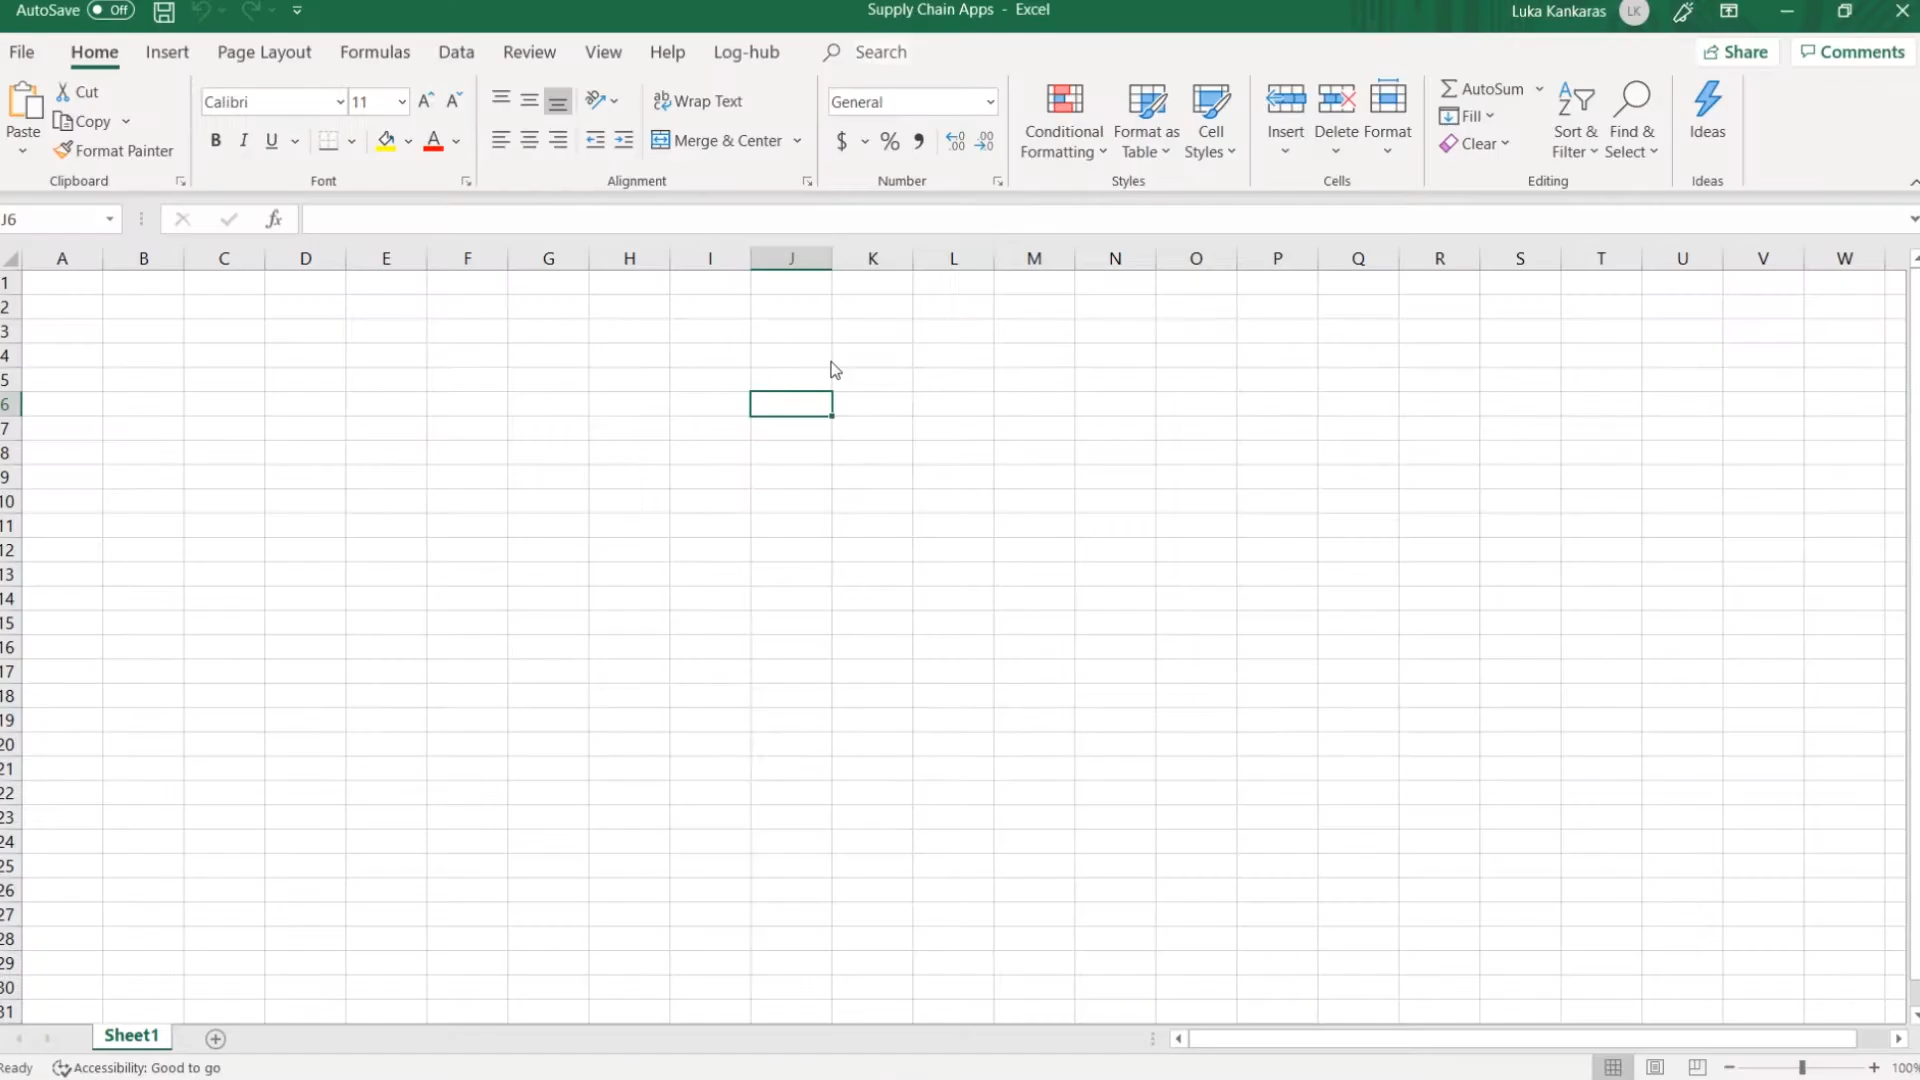 AutoSave Off Supply Chain Apps - Excel Luka Kankaras LK
File Home Insert Page Layout Formulas Data Review View Help Log-hub Search Share Comments
Paste Cut Copy Format Painter Clipboard
Calibri 11 B I U A Font
Wrap Text Merge & Center Alignment
General $ % Number
Conditional Formatting Format as Table Cell Styles Styles
Insert Delete Format Cells
AutoSum Fill Clear Sort & Filter Find & Select Editing
Ideas Ideas
J6 fx
A B C D E F G H I J K L M N O P Q R S T U V W
1
2
3
4
5
6
7
8
9
10
11
12
13
14
15
16
17
18
19
20
21
22
23
24
25
26
27
28
29
30
31
Sheet1
Ready Accessibility: Good to go 100%